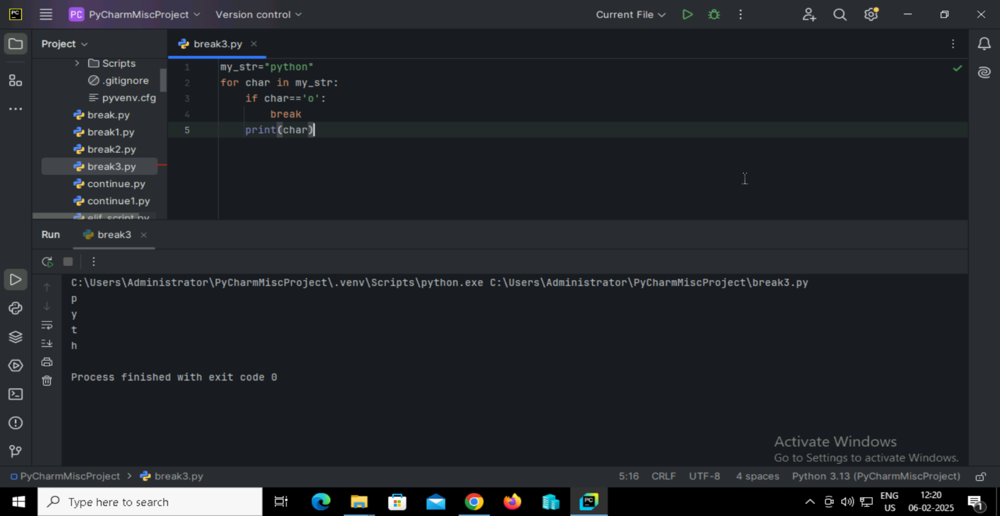 PC PyCharmMiscProject Version control Current File
Project
break3.py
Scripts
.gitignore
pyvenv.cfg
break.py
break1.py
break2.py
break3.py
continue.py
continue1.py
elif_script.py
1 my_str="python"
2 for char in my_str:
3 if char=='o':
4 break
5 print(char)
Run break3
C:\Users\Administrator\PyCharmMiscProject\.venv\Scripts\python.exe C:\Users\Administrator\PyCharmMiscProject\break3.py
p
y
t
h
Process finished with exit code 0
Activate Windows
Go to Settings to activate Windows.
PyCharmMiscProject > break3.py 5:16 CRLF UTF-8 4 spaces Python 3.13 (PyCharmMiscProject)
Type here to search
PC
ENG
US
12:20
06-02-2025
1